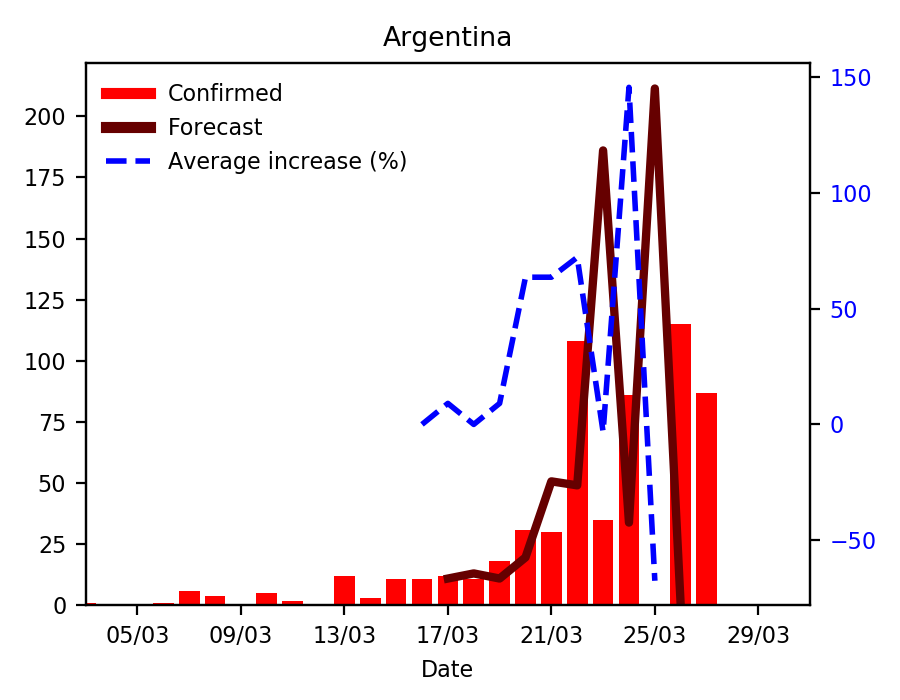 Argentina
Confirmed
Forecast
Average increase (%)
200
175
150
125
100
75
50
25
0
150
100
50
0
−50
05/03 09/03 13/03 17/03 21/03 25/03 29/03
Date